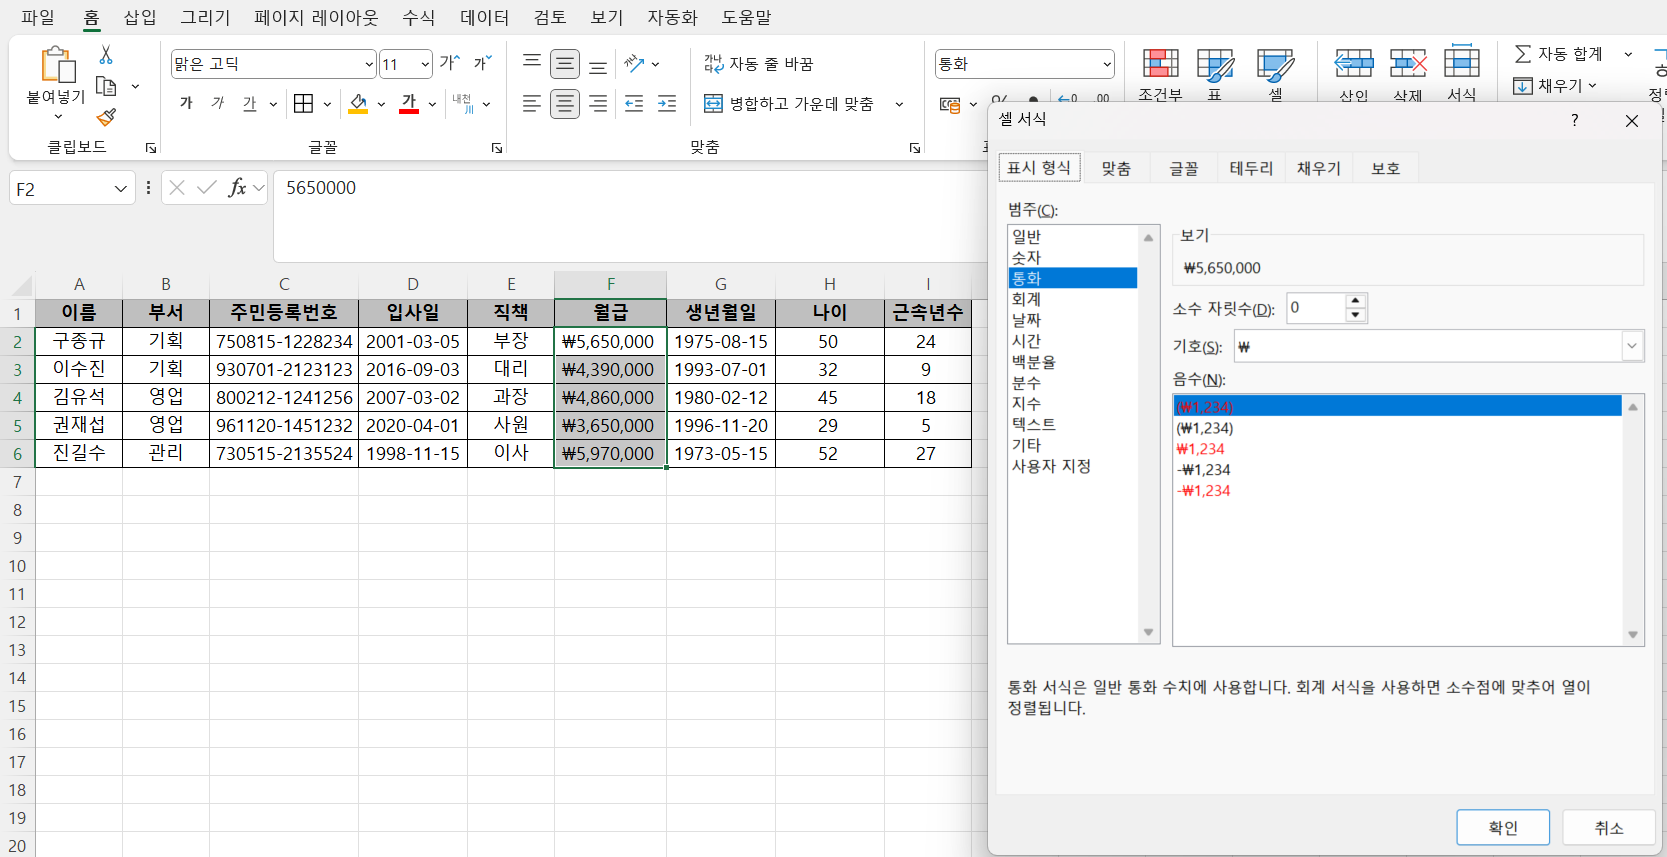 파일 홈 삽입 그리기 페이지 레이아웃 수식 데이터 검토 보기 자동화 도움말
붙여넣기
클립보드
맑은 고딕 11 가 가
가 가 가 가 내천
글꼴
가나다 자동 줄 바꿈
병합하고 가운데 맞춤
맞춤
통화
조건부 표 셀
삽입 삭제 서식
자동 합계
채우기
F2 fx 5650000
A B C D E F G H I
1 이름 부서 주민등록번호 입사일 직책 월급 생년월일 나이 근속년수
2 구종규 기획 750815-1228234 2001-03-05 부장 ₩5,650,000 1975-08-15 50 24
3 이수진 기획 930701-2123123 2016-09-03 대리 ₩4,390,000 1993-07-01 32 9
4 김유석 영업 800212-1241256 2007-03-02 과장 ₩4,860,000 1980-02-12 45 18
5 권재섭 영업 961120-1451232 2020-04-01 사원 ₩3,650,000 1996-11-20 29 5
6 진길수 관리 730515-2135524 1998-11-15 이사 ₩5,970,000 1973-05-15 52 27
7
8
9
10
11
12
13
14
15
16
17
18
19
20
셀 서식 ?
표시 형식 맞춤 글꼴 테두리 채우기 보호
범주(C):
일반
숫자
통화
회계
날짜
시간
백분율
분수
지수
텍스트
기타
사용자 지정
보기
₩5,650,000
소수 자릿수(D): 0
기호(S): ₩
음수(N):
(₩1,234)
(₩1,234)
₩1,234
-₩1,234
-₩1,234
통화 서식은 일반 통화 수치에 사용합니다. 회계 서식을 사용하면 소수점에 맞추어 열이
정렬됩니다.
확인 취소